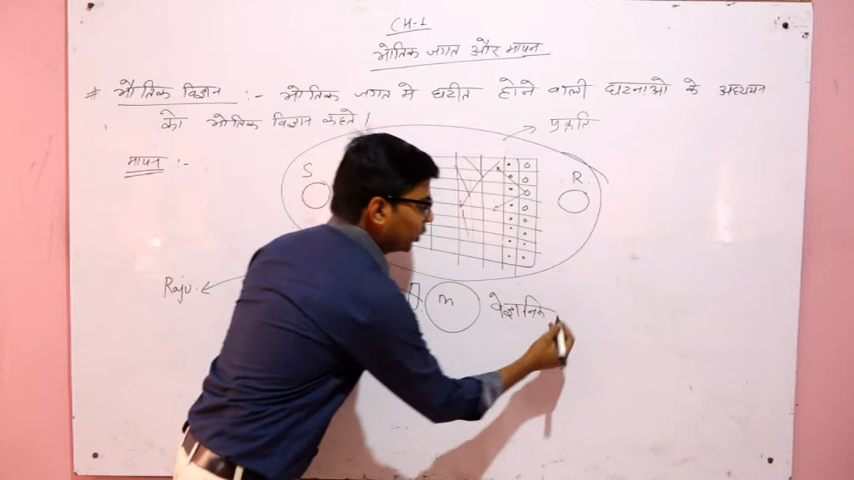 CH-1
भौतिक जगत और मापन
# भौतिक विज्ञान :- भौतिक जगत मे घटीत होने वाली घटनाओ के अध्ययन
को भौतिक विज्ञान कहते।
प्रकृति
मापन :-
S
R
Raju
m
वैज्ञानिक